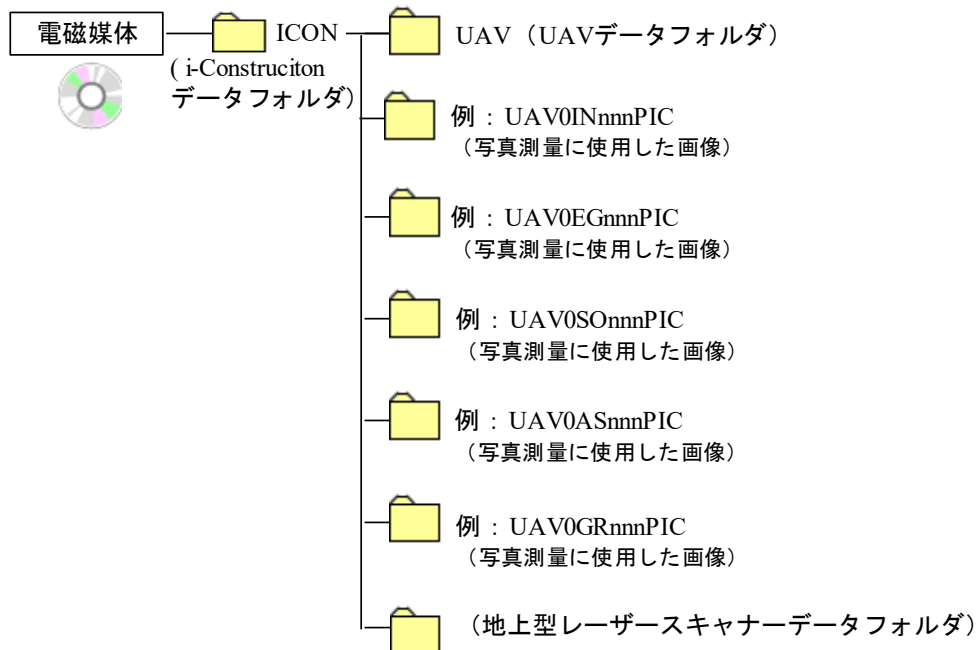 電磁媒体
ICON
( i-Construciton
データフォルダ)
UAV（UAVデータフォルダ）
例：UAV0INnnnPIC
（写真測量に使用した画像）
例：UAV0EGnnnPIC
（写真測量に使用した画像）
例：UAV0SOnnnPIC
（写真測量に使用した画像）
例：UAV0ASnnnPIC
（写真測量に使用した画像）
例：UAV0GRnnnPIC
（写真測量に使用した画像）
（地上型レーザースキャナーデータフォルダ）